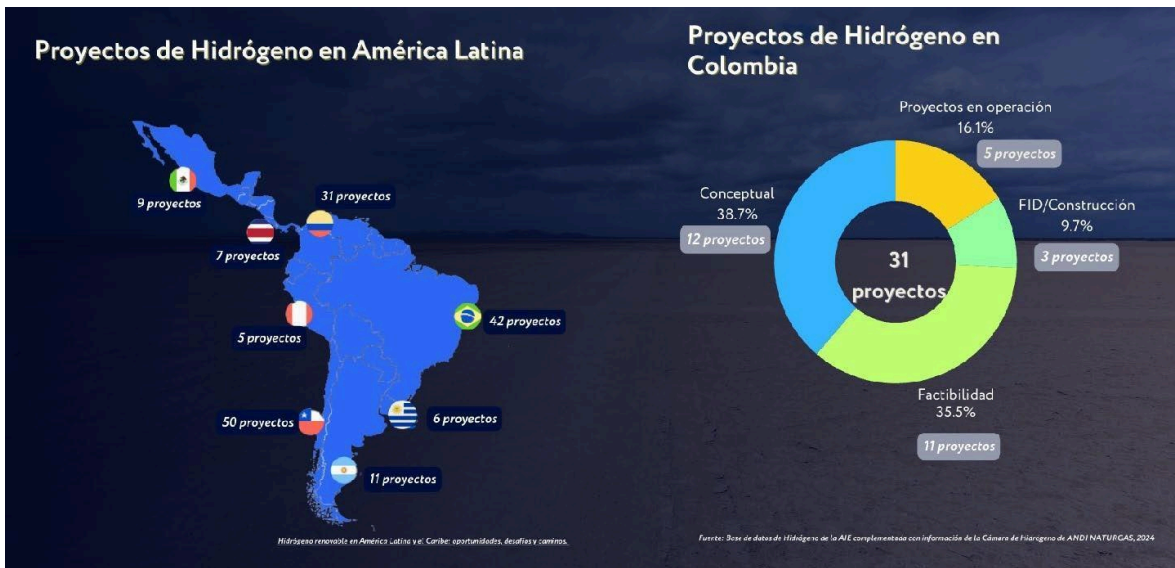 Proyectos de Hidrógeno en América Latina
9 proyectos
31 proyectos
7 proyectos
5 proyectos
42 proyectos
50 proyectos
6 proyectos
11 proyectos
Hidrógeno renovable en América Latina y el Caribe: oportunidades, desafíos y caminos.
Proyectos de Hidrógeno en
Colombia
Proyectos en operación
16.1%
5 proyectos
Conceptual
38.7%
12 proyectos
FID/Construcción
9.7%
3 proyectos
31
proyectos
Factibilidad
35.5%
11 proyectos
Fuente: Base de datos de Hidrógeno de la AIE complementada con información de la Cámara de Hidrógeno de ANDI NATURGAS, 2024